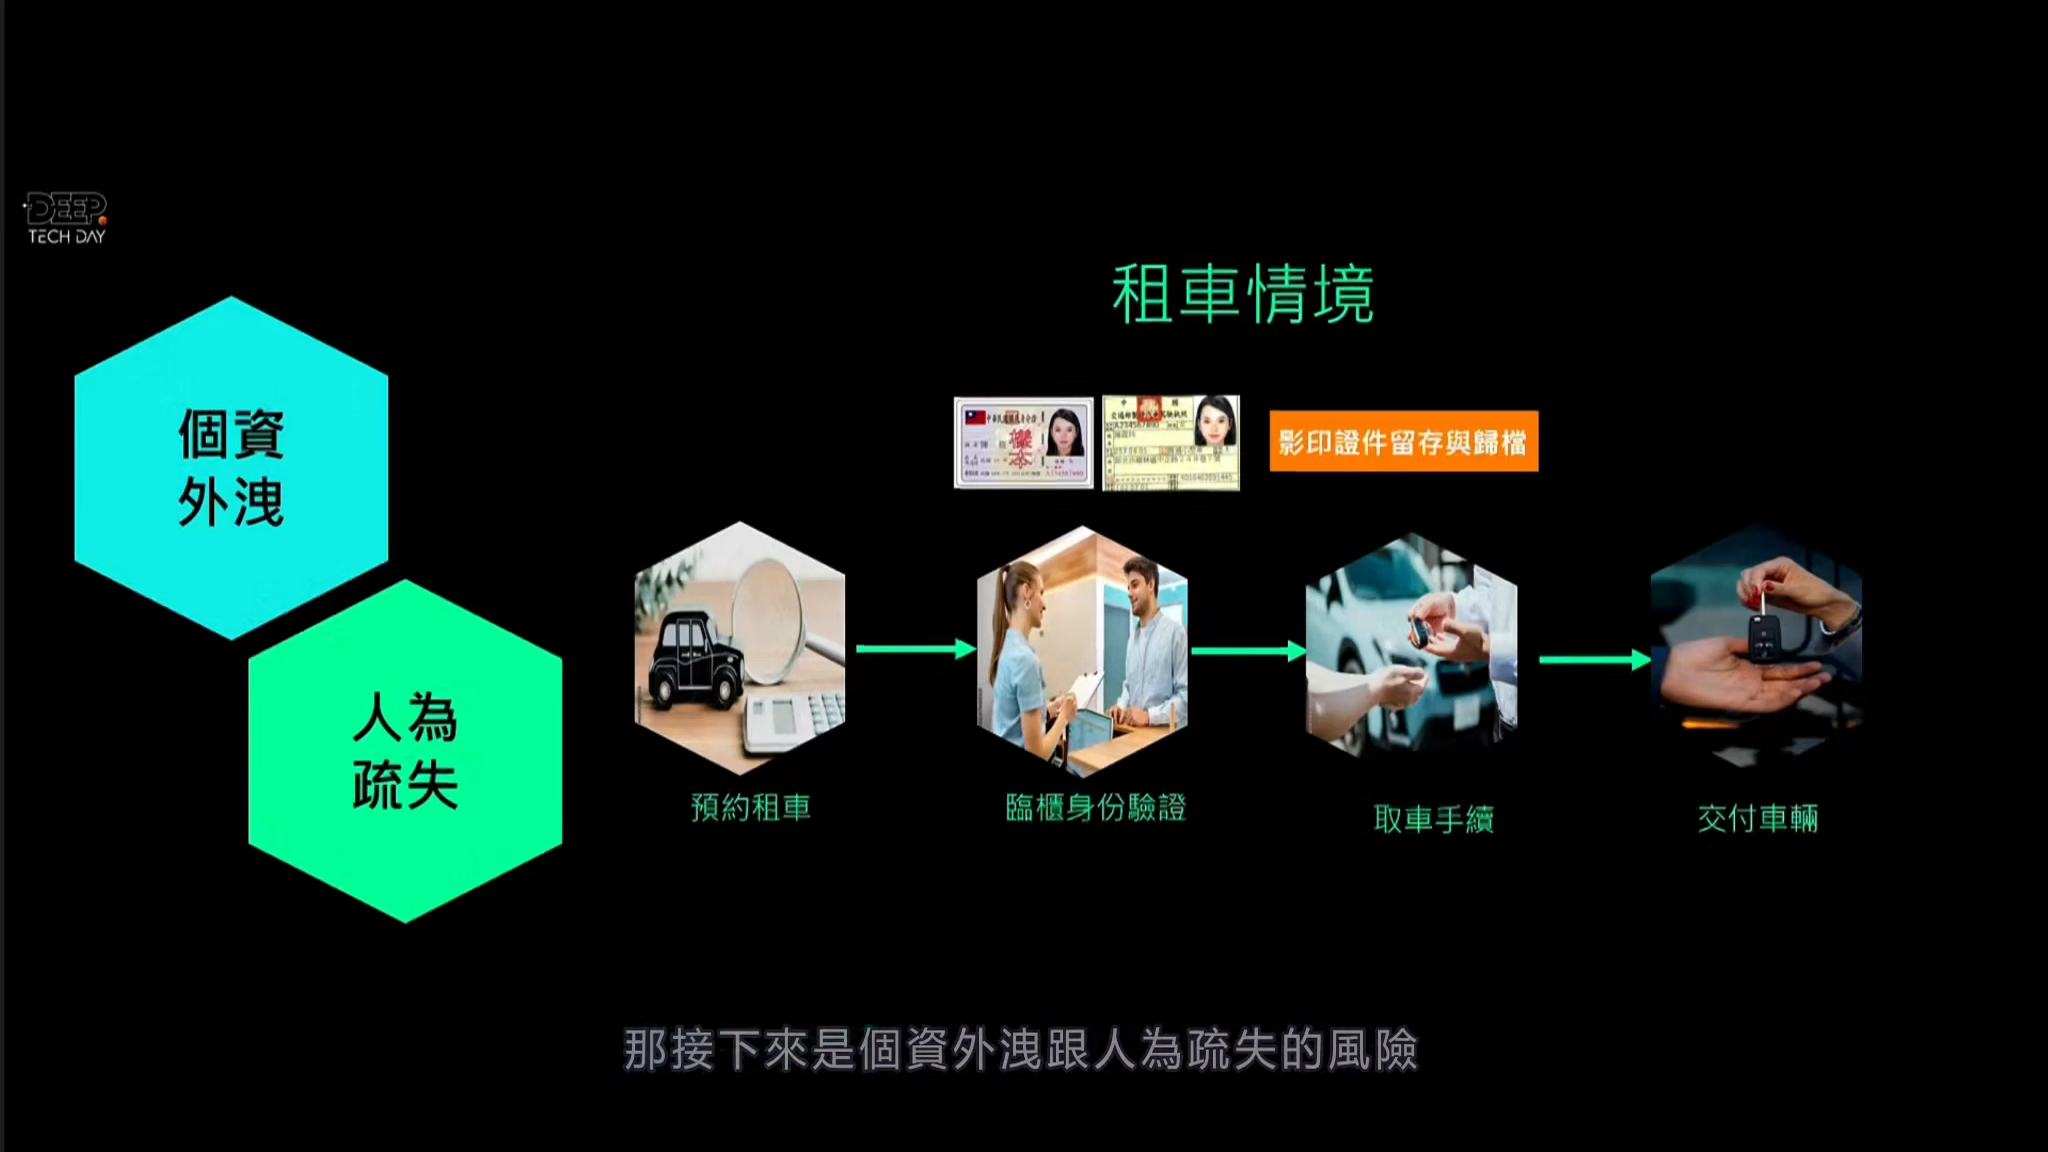 DEEP
TECH DAY
租車情境
個資
外洩
人為
疏失
樣本
影印證件留存與歸檔
預約租車
臨櫃身份驗證
取車手續
交付車輛
那接下來是個資外洩跟人為疏失的風險